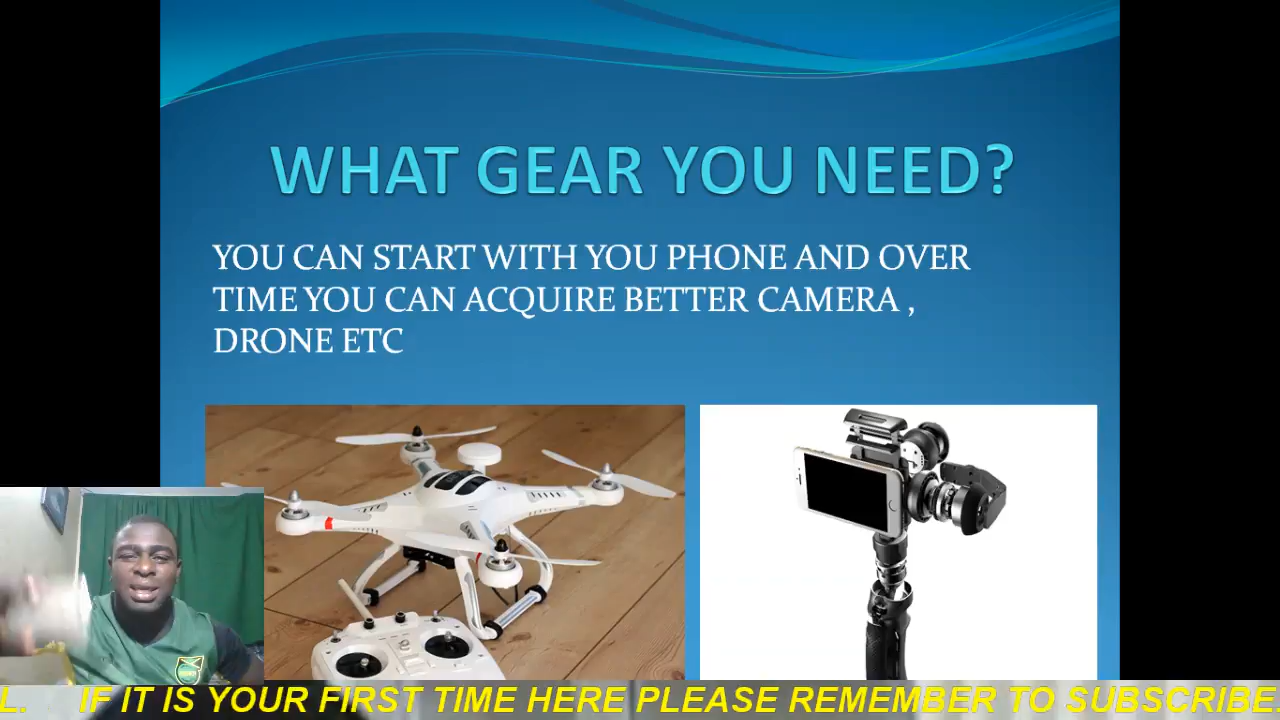 WHAT GEAR YOU NEED?
YOU CAN START WITH YOU PHONE AND OVER
TIME YOU CAN ACQUIRE BETTER CAMERA ,
DRONE ETC
L. IF IT IS YOUR FIRST TIME HERE PLEASE REMEMBER TO SUBSCRIBE.